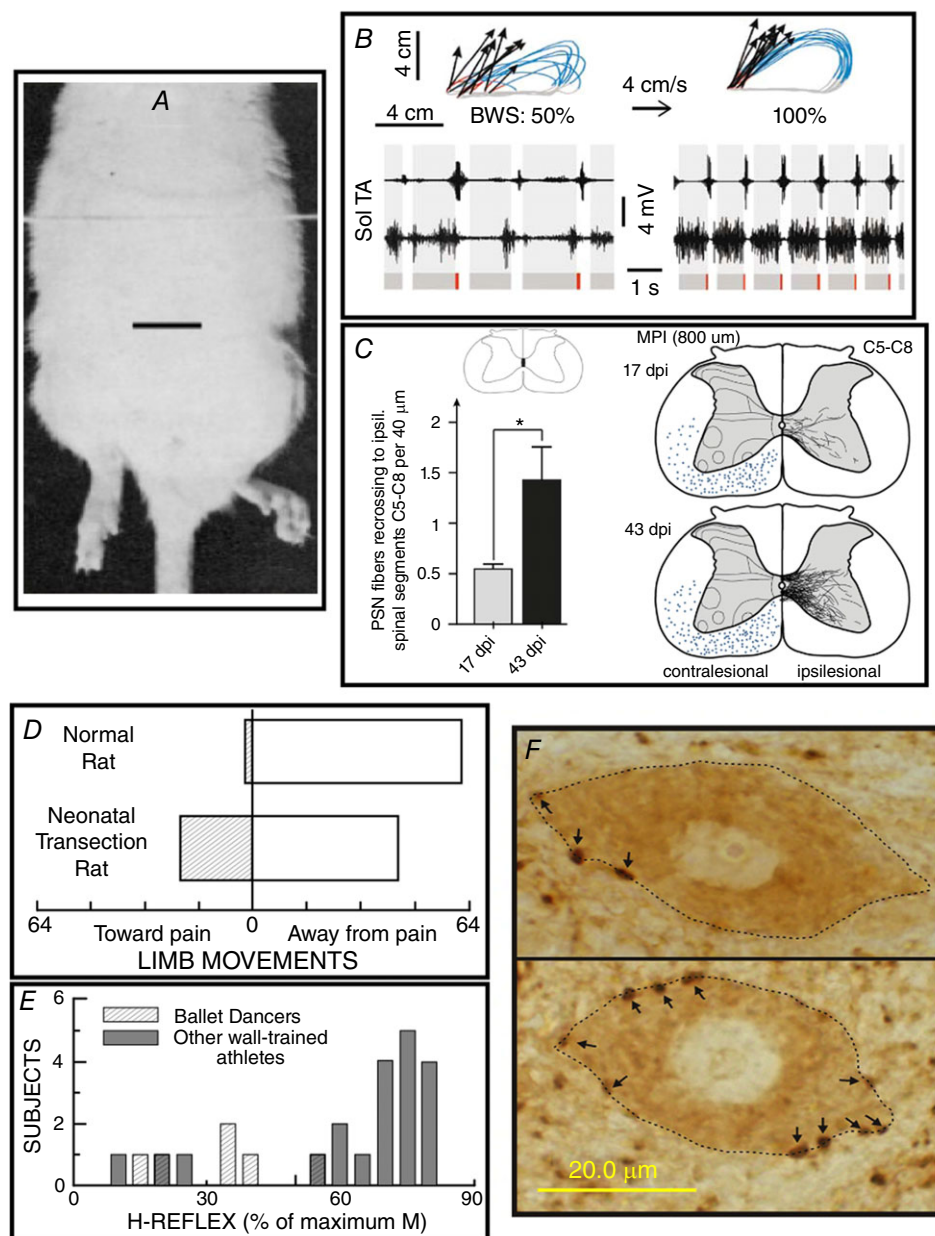 A
B
4 cm
4 cm
BWS: 50%
4 cm/s
100%
Sol TA
4 mV
1 s
C
PSN fibers recrossing to ipsil.
spinal segments C5-C8 per 40 µm
2
1.5
1
0.5
0
*
17 dpi
43 dpi
MPI (800 um)
C5-C8
17 dpi
43 dpi
contralesional
ipsilesional
D
Normal
Rat
Neonatal
Transection
Rat
64
0
64
Toward pain
Away from pain
LIMB MOVEMENTS
E
SUBJECTS
6
4
2
0
Ballet Dancers
Other wall-trained
athletes
0
30
60
90
H-REFLEX (% of maximum M)
F
20.0 µm